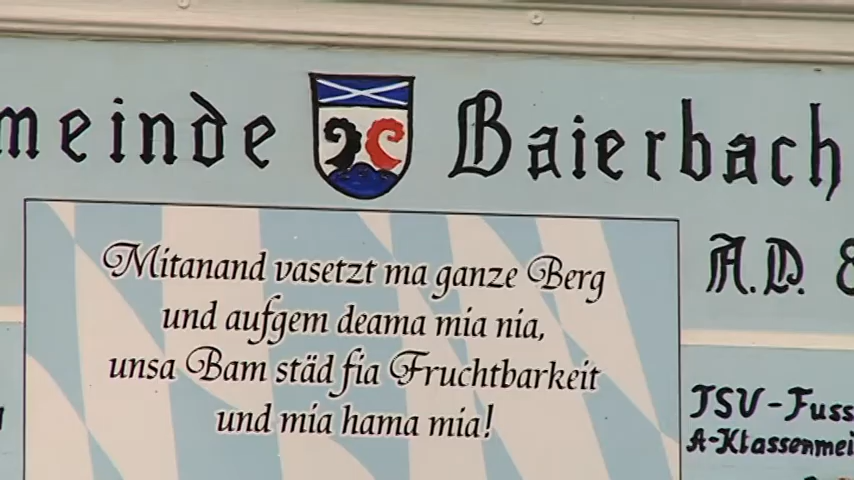 meinde Baierbach
A.D.
Mitanand vasetzt ma ganze Berg
und aufgem deama mia nia,
unsa Bam städ fia Fruchtbarkeit
und mia hama mia!
TSV-Fuss
A-Klassenmei